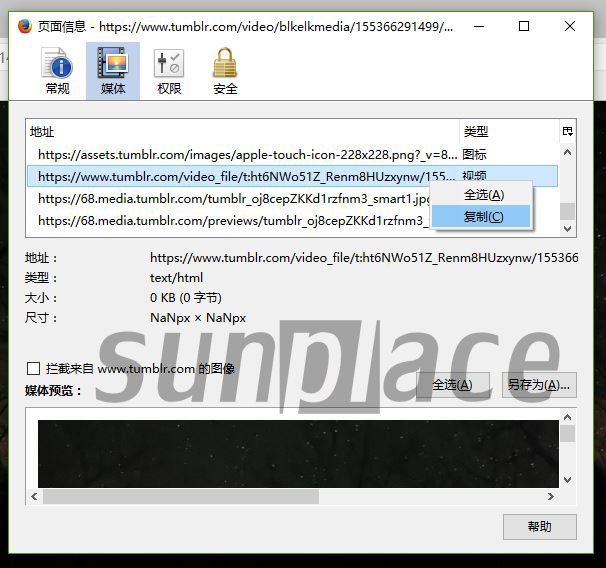 页面信息 - https://www.tumblr.com/video/blkelkmedia/155366291499/...
常规 媒体 权限 安全
地址 类型
https://assets.tumblr.com/images/apple-touch-icon-228x228.png?_v=8... 图标
https://www.tumblr.com/video_file/t:ht6NWo51Z_Renm8HUzxynw/155... 视频
全选(A)
https://68.media.tumblr.com/tumblr_oj8cepZKKd1rzfnm3_smart1.jpg
复制(C)
https://68.media.tumblr.com/previews/tumblr_oj8cepZKKd1rzfnm3_
地址： https://www.tumblr.com/video_file/t:ht6NWo51Z_Renm8HUzxynw/15536
类型： text/html
大小： 0 KB (0 字节)
尺寸： NaNpx × NaNpx
sunplace
拦截来自 www.tumblr.com 的图像
全选(A) 另存为(A)...
媒体预览：
帮助